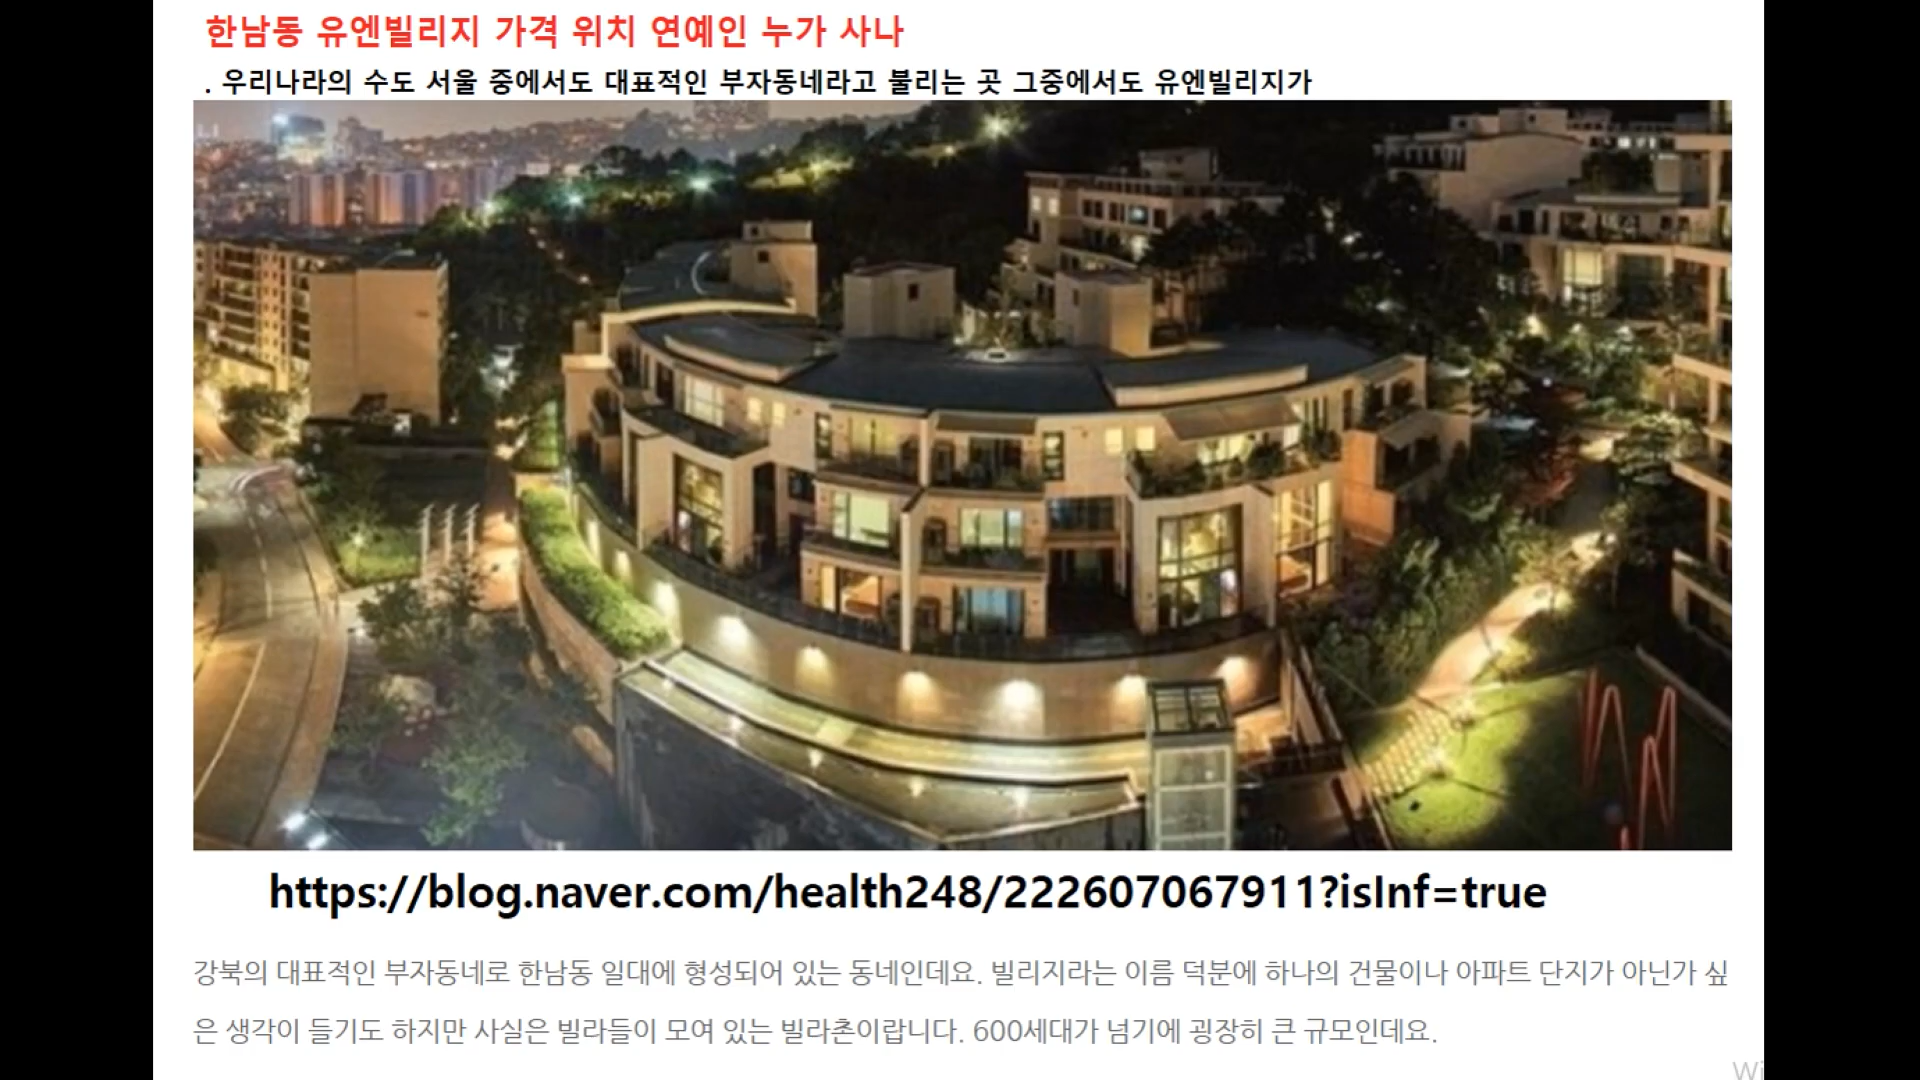 한남동 유엔빌리지 가격 위치 연예인 누가 사나
. 우리나라의 수도 서울 중에서도 대표적인 부자동네라고 불리는 곳 그중에서도 유엔빌리지가
https://blog.naver.com/health248/222607067911?isInf=true
강북의 대표적인 부자동네로 한남동 일대에 형성되어 있는 동네인데요. 빌리지라는 이름 덕분에 하나의 건물이나 아파트 단지가 아닌가 싶
은 생각이 들기도 하지만 사실은 빌라들이 모여 있는 빌라촌이랍니다. 600세대가 넘기에 굉장히 큰 규모인데요.
Wi